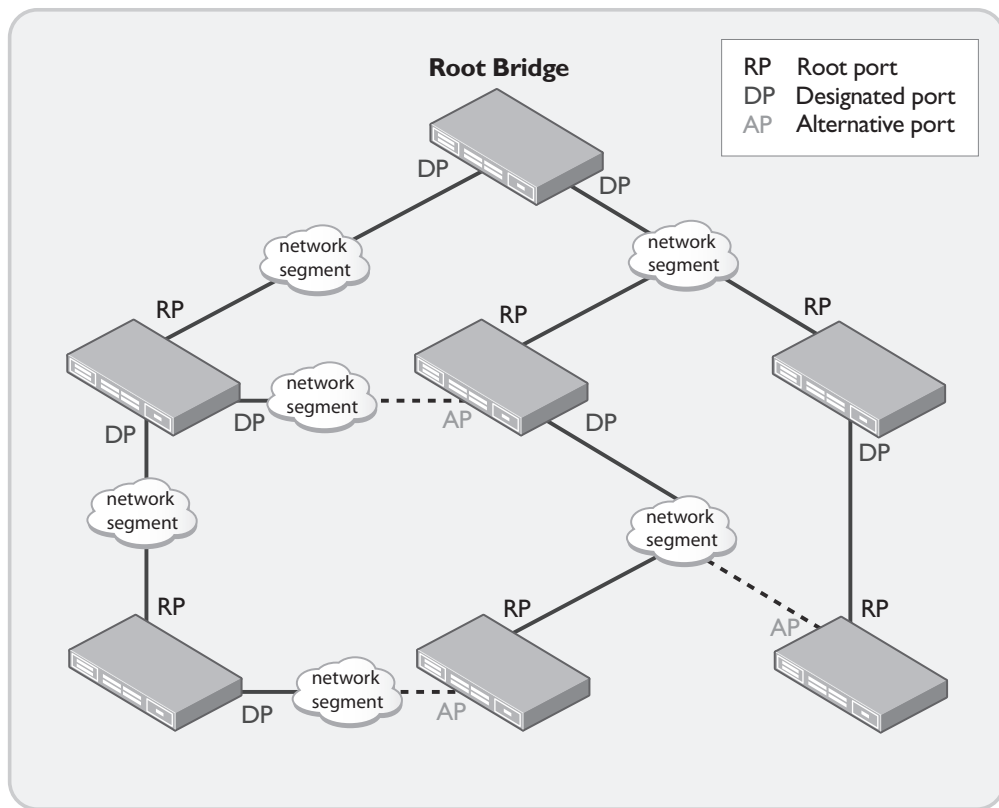 Root Bridge
RP Root port
DP Designated port
AP Alternative port
DP
DP
network
segment
network
segment
RP
RP
RP
network
segment
DP
AP
DP
DP
DP
network
segment
network
segment
RP
RP
RP
AP
network
segment
DP
AP